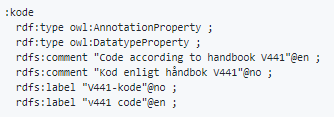 :kode
rdf:type owl:AnnotationProperty ;
rdf:type owl:DatatypeProperty ;
rdfs:comment "Code according to handbook V441"@en ;
rdfs:comment "Kod enligt håndbok V441"@no ;
rdfs:label "V441-kode"@no ;
rdfs:label "v441 code"@en ;